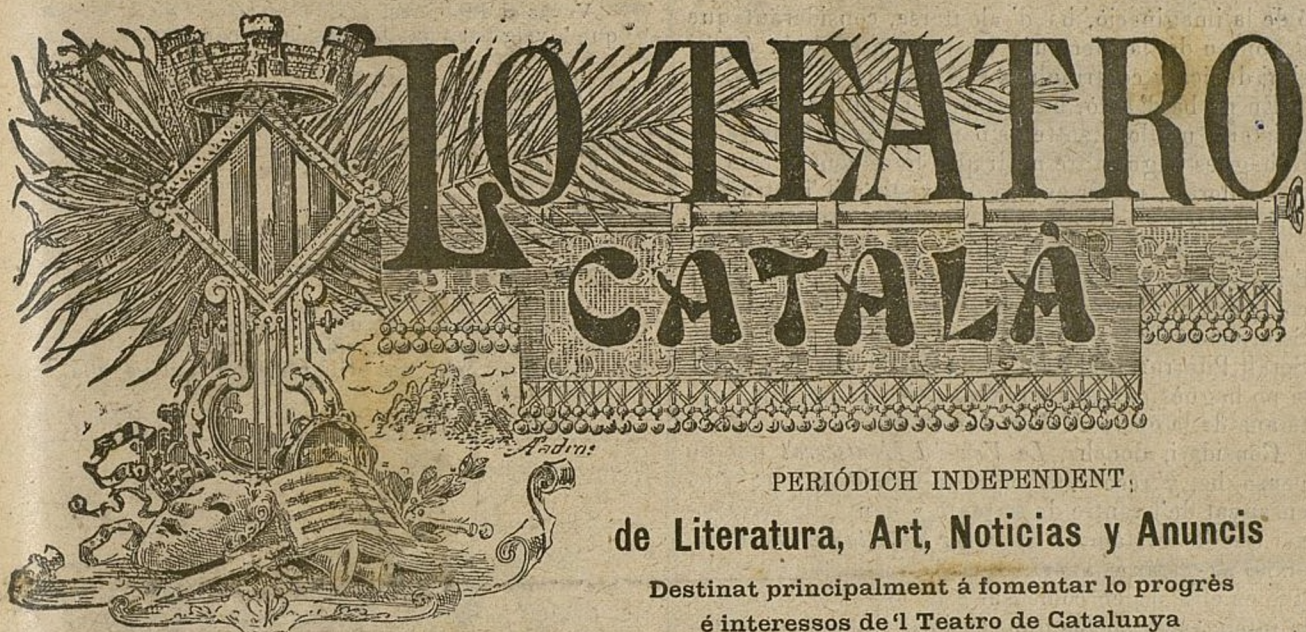 LO TEATRO
CATALÀ
PERIÓDICH INDEPENDENT
de Literatura, Art, Noticias y Anuncis
Destinat principalment á fomentar lo progrès
é interessos de 'l Teatro de Catalunya